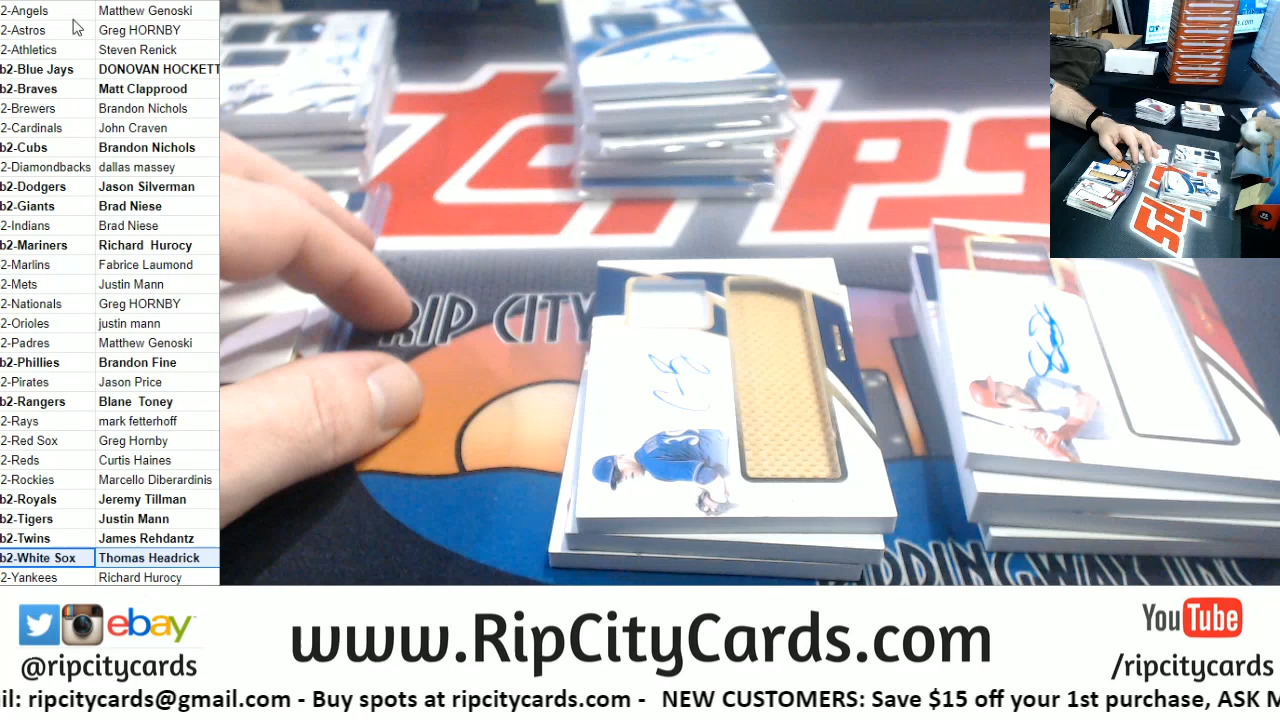 2-Angels Matthew Genoski
2-Astros Greg HORNBY
2-Athletics Steven Renick
b2-Blue Jays DONOVAN HOCKETT
b2-Braves Matt Clapprood
2-Brewers Brandon Nichols
2-Cardinals John Craven
b2-Cubs Brandon Nichols
2-Diamondbacks dallas massey
b2-Dodgers Jason Silverman
b2-Giants Brad Niese
2-Indians Brad Niese
b2-Mariners Richard Hurocy
2-Marlins Fabrice Laumond
2-Mets Justin Mann
2-Nationals Greg HORNBY
2-Orioles justin mann
2-Padres Matthew Genoski
b2-Phillies Brandon Fine
2-Pirates Jason Price
b2-Rangers Blane Toney
2-Rays mark fetterhoff
2-Red Sox Greg Hornby
2-Reds Curtis Haines
2-Rockies Marcello Diberardinis
b2-Royals Jeremy Tillman
b2-Tigers Justin Mann
b2-Twins James Rehdantz
b2-White Sox Thomas Headrick
2-Yankees Richard Hurocy
RIP CITY
ebay
@ripcitycards
www.RipCityCards.com
YouTube
/ripcitycards
il: ripcitycards@gmail.com - Buy spots at ripcitycards.com - NEW CUSTOMERS: Save $15 off your 1st purchase, ASK M